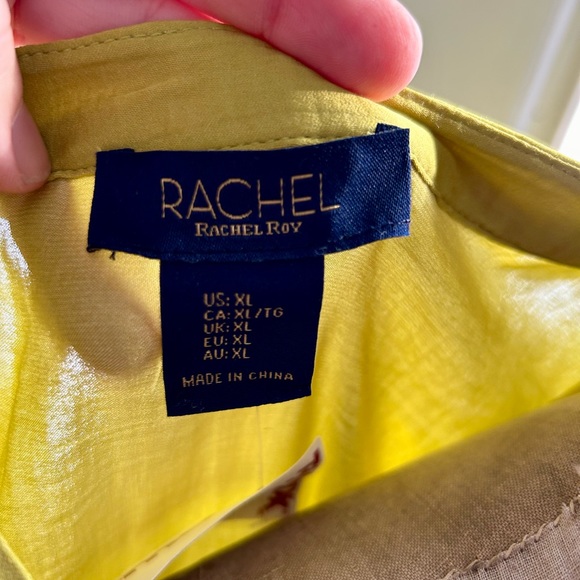 RACHEL
RACHEL ROY
US: XL
CA: XL/TG
UK: XL
EU: XL
AU: XL
MADE IN CHINA